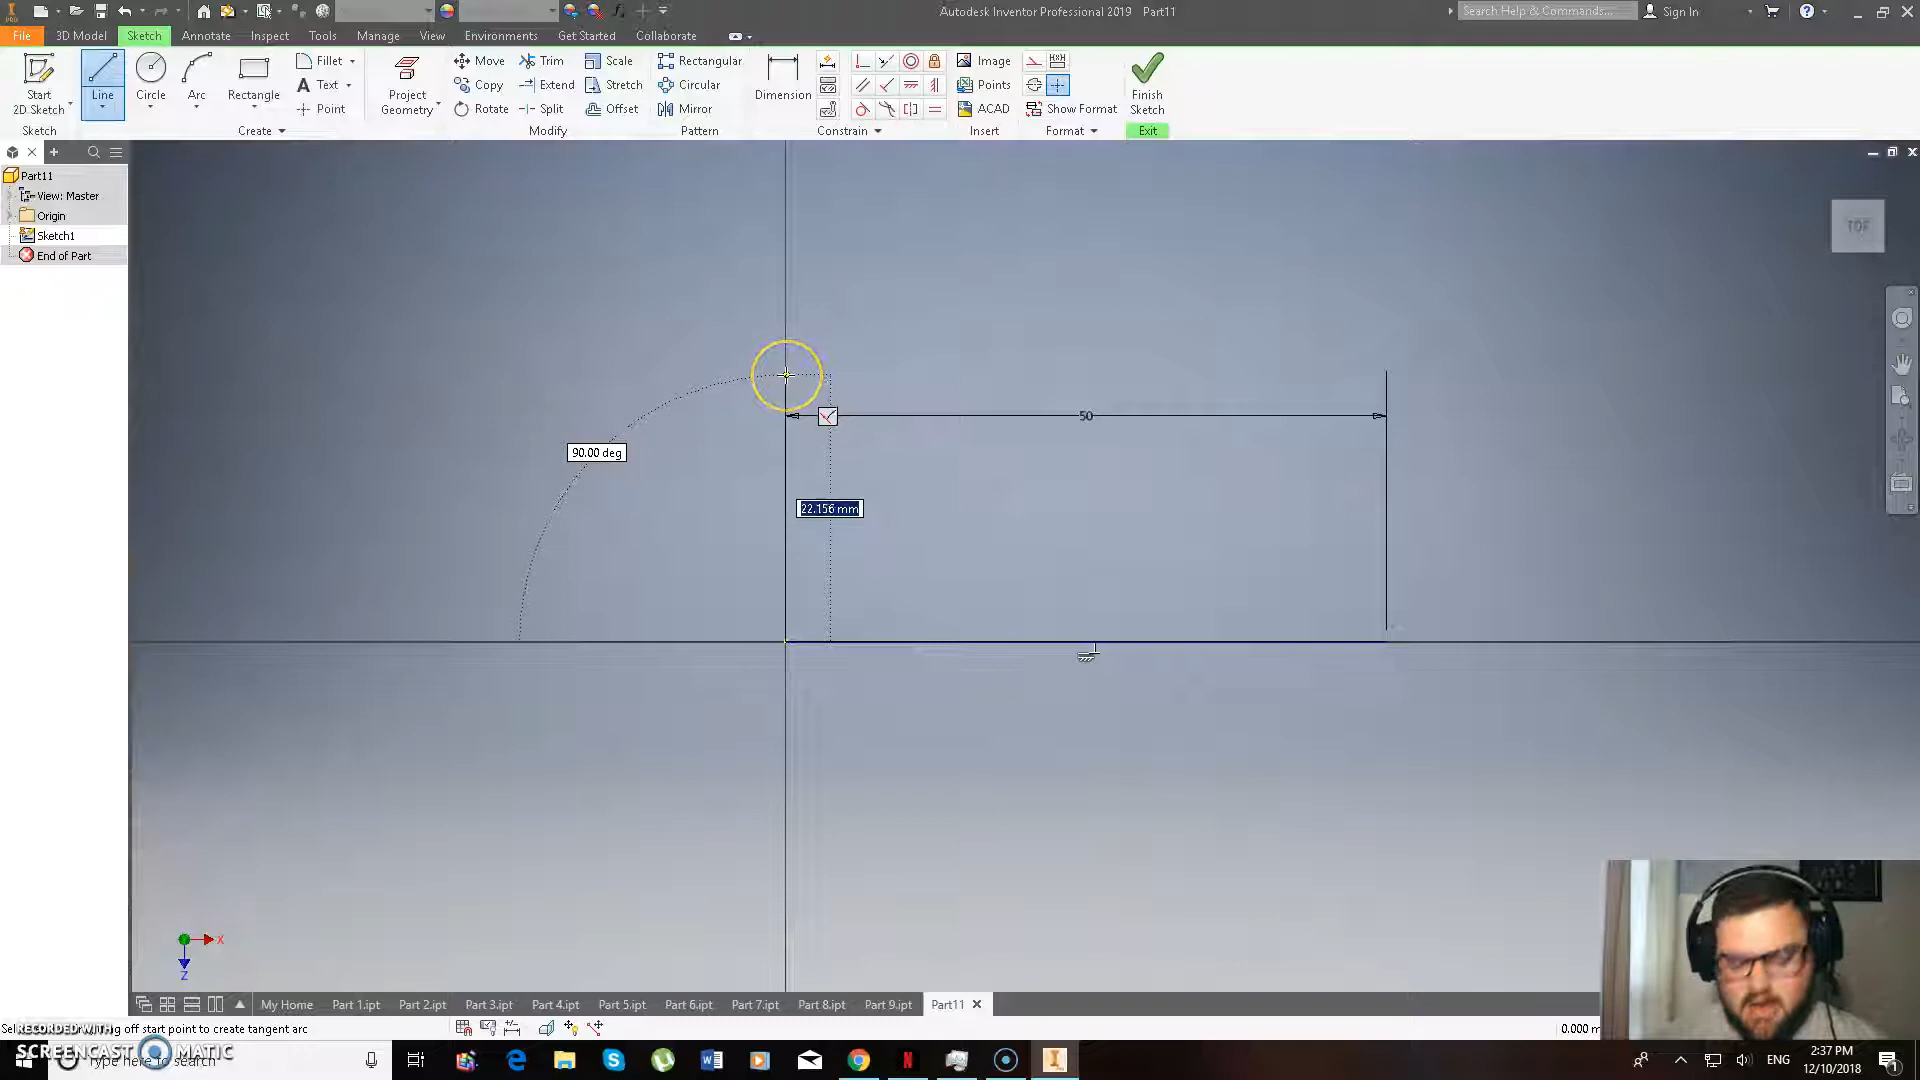 Autodesk Inventor Professional 2019 Part11
Search Help & Commands...
Sign In
File 3D Model Sketch Annotate Inspect Tools Manage View Environments Get Started Collaborate
Fillet
Move
Trim
Scale
Rectangular
Image
Text
Copy
Extend
Stretch
Circular
Points
Start
2D Sketch
Line
Circle
Arc
Rectangle
Point
Project
Geometry
Rotate
Split
Offset
Mirror
Dimension
ACAD
Show Format
Finish
Sketch
Sketch
Create
Modify
Pattern
Constrain
Insert
Format
Exit
Part11
View: Master
Origin
Sketch1
End of Part
TOP
50
90.00 deg
22.156 mm
X
Z
My Home Part 1.ipt Part 2.ipt Part 3.ipt Part 4.ipt Part 5.ipt Part 6.ipt Part 7.ipt Part 8.ipt Part 9.ipt Part11
off start point to create tangent arc
0.000 m
RECORDED WITH
SCREENCAST MATIC
Type here to search
ENG
2:37 PM
12/10/2018